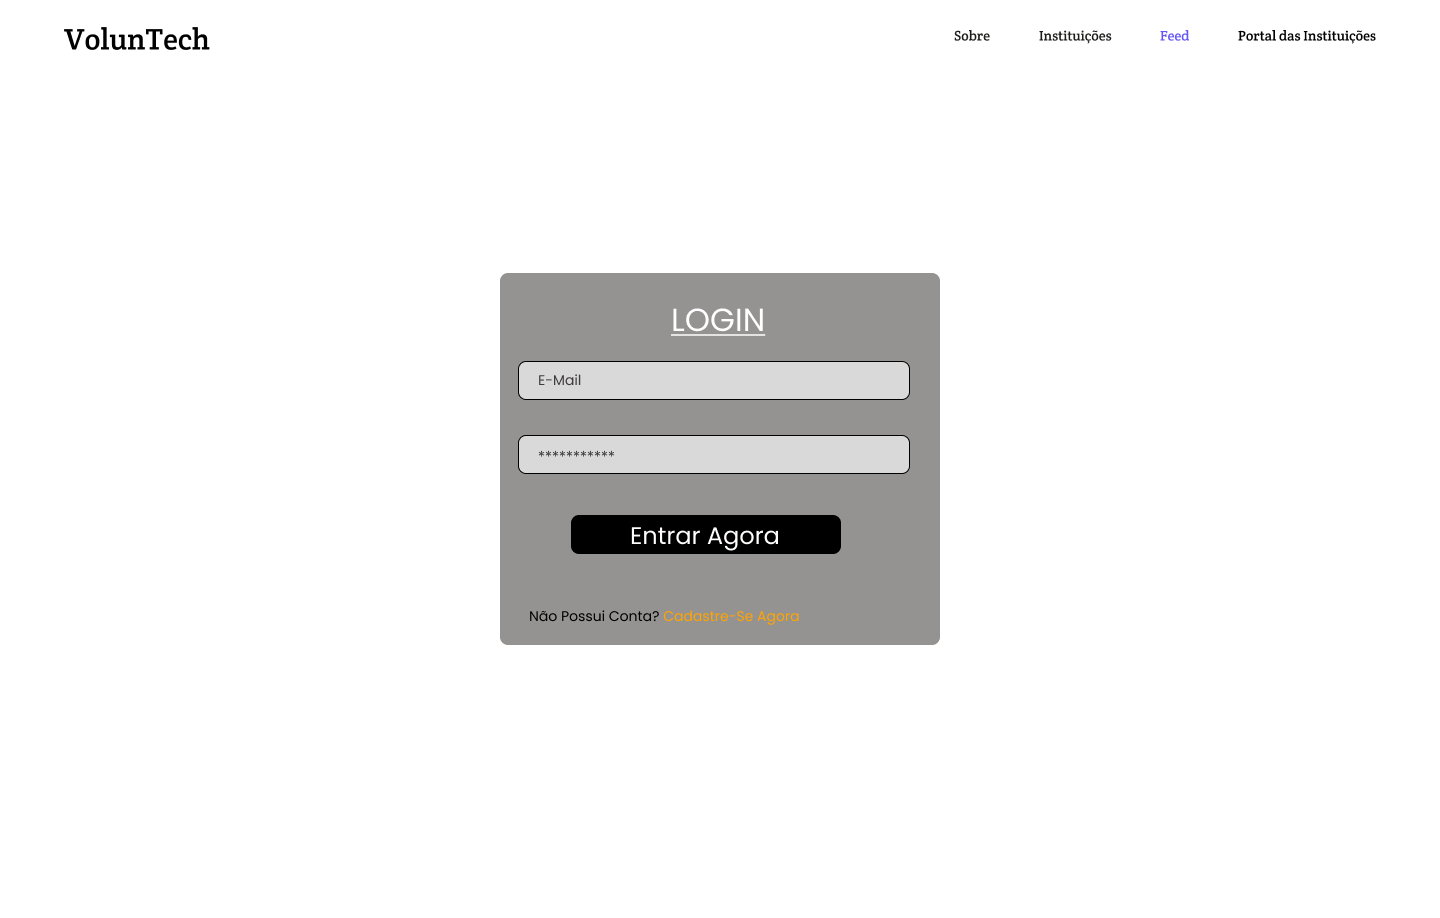 VolunTech
Sobre Instituições Feed Portal das Instituições
LOGIN
E-Mail
***********
Entrar Agora
Não Possui Conta? Cadastre-Se Agora